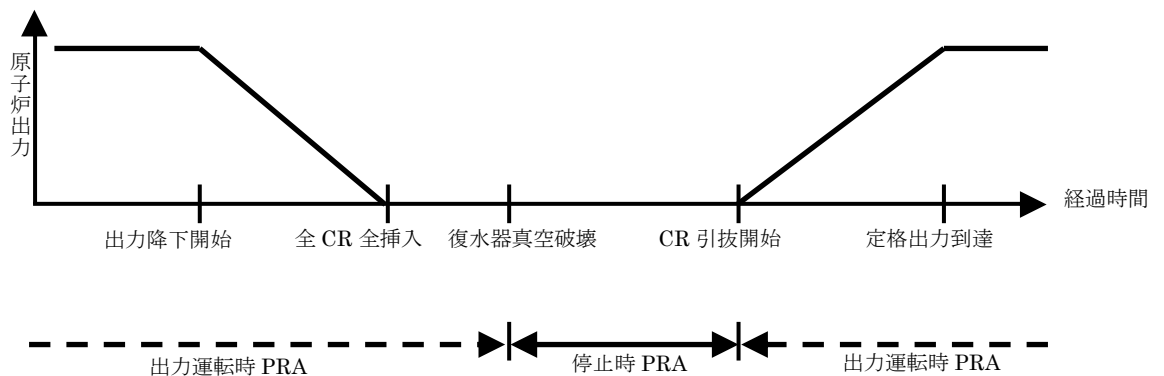 原子炉出力
経過時間
出力降下開始
全 CR 全挿入
復水器真空破壊
CR 引抜開始
定格出力到達
出力運転時 PRA
停止時 PRA
出力運転時 PRA